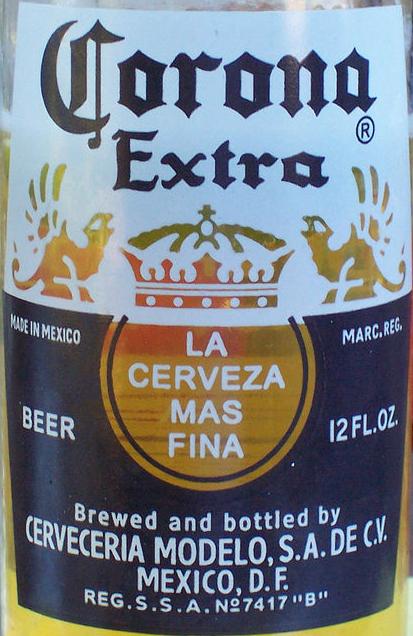 Corona
®
Extra
MADE IN MEXICO
MARC. REG.
LA
CERVEZA
MAS
FINA
BEER
12 FL. OZ.
Brewed and bottled by
CERVECERIA MODELO, S.A. DE C.V.
MEXICO, D.F.
REG. S.S.A. Nº7417 "B"